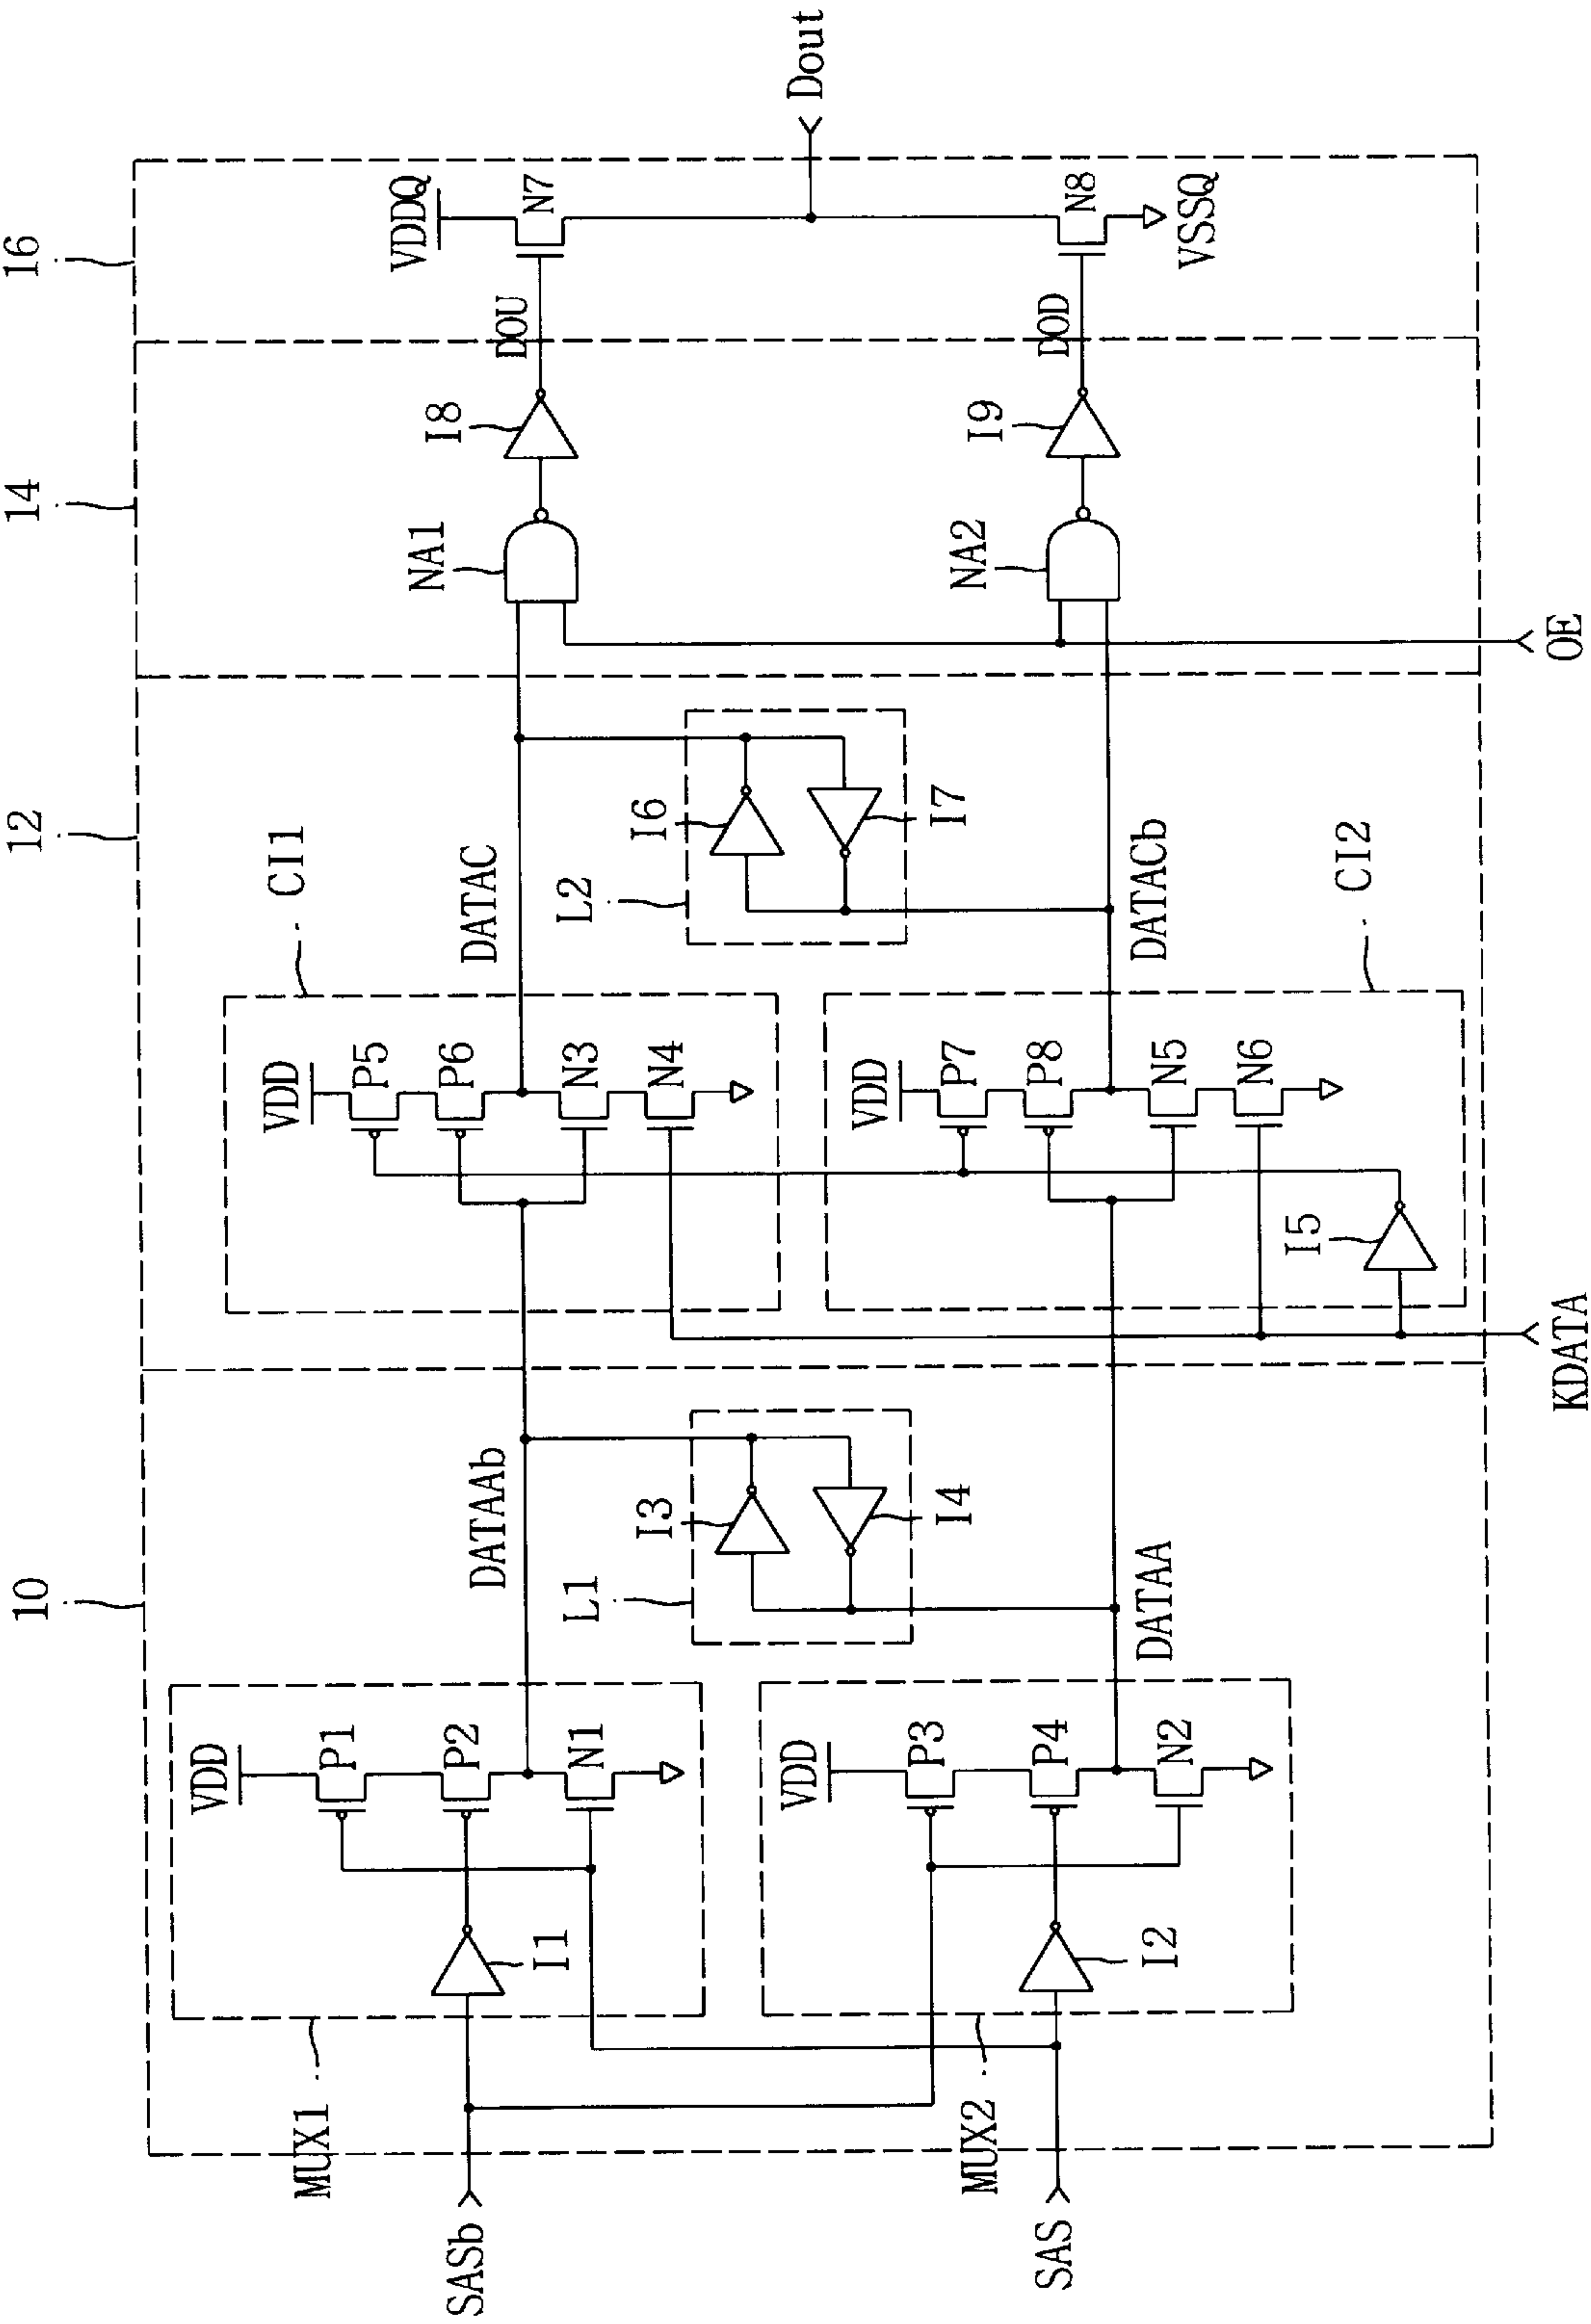 10
12
14
16
MUX1
VDD
P1
P2
N1
I1
SASb
DATAAb
L1
I3
I4
CI1
VDD
P5
P6
N3
N4
DATAC
L2
I6
I7
NA1
I8
DOU
VDDQ
N7
Dout
MUX2
VDD
P3
P4
N2
I2
SAS
DATAA
VDD
P7
P8
N5
N6
I5
CI2
DATACb
NA2
I9
DOD
N8
VSSQ
KDATA
OE